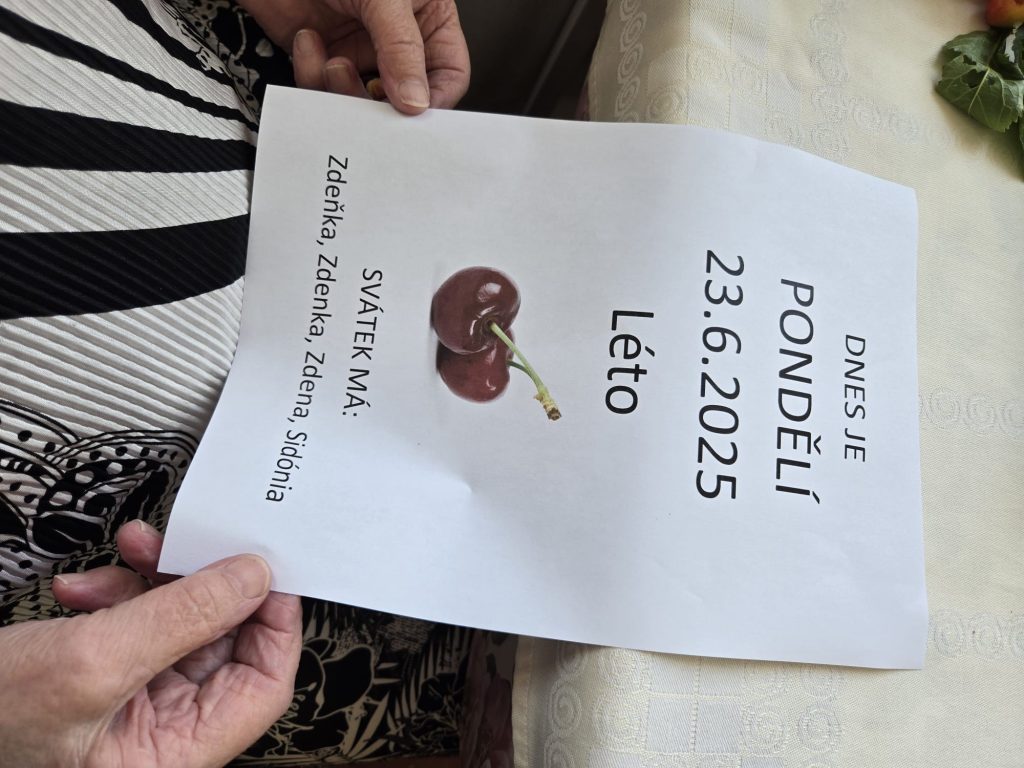 DNES JE
PONDĚLÍ
23.6.2025
Léto
SVÁTEK MÁ:
Zdeňka, Zdenka, Zdena, Sidónia